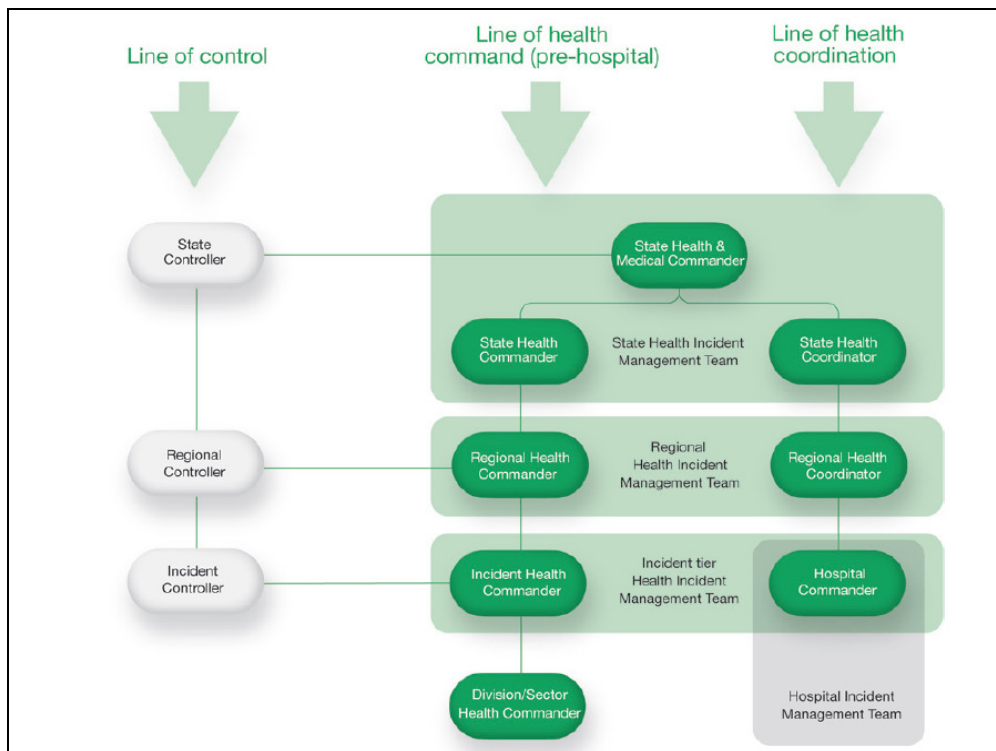 Line of control
Line of health
command (pre-hospital)
Line of health
coordination
State
Controller
State Health &
Medical Commander
State Health
Commander
State Health Incident
Management Team
State Health
Coordinator
Regional
Controller
Regional Health
Commander
Regional
Health Incident
Management Team
Regional Health
Coordinator
Incident
Controller
Incident Health
Commander
Incident tier
Health Incident
Management Team
Hospital
Commander
Division/Sector
Health Commander
Hospital Incident
Management Team